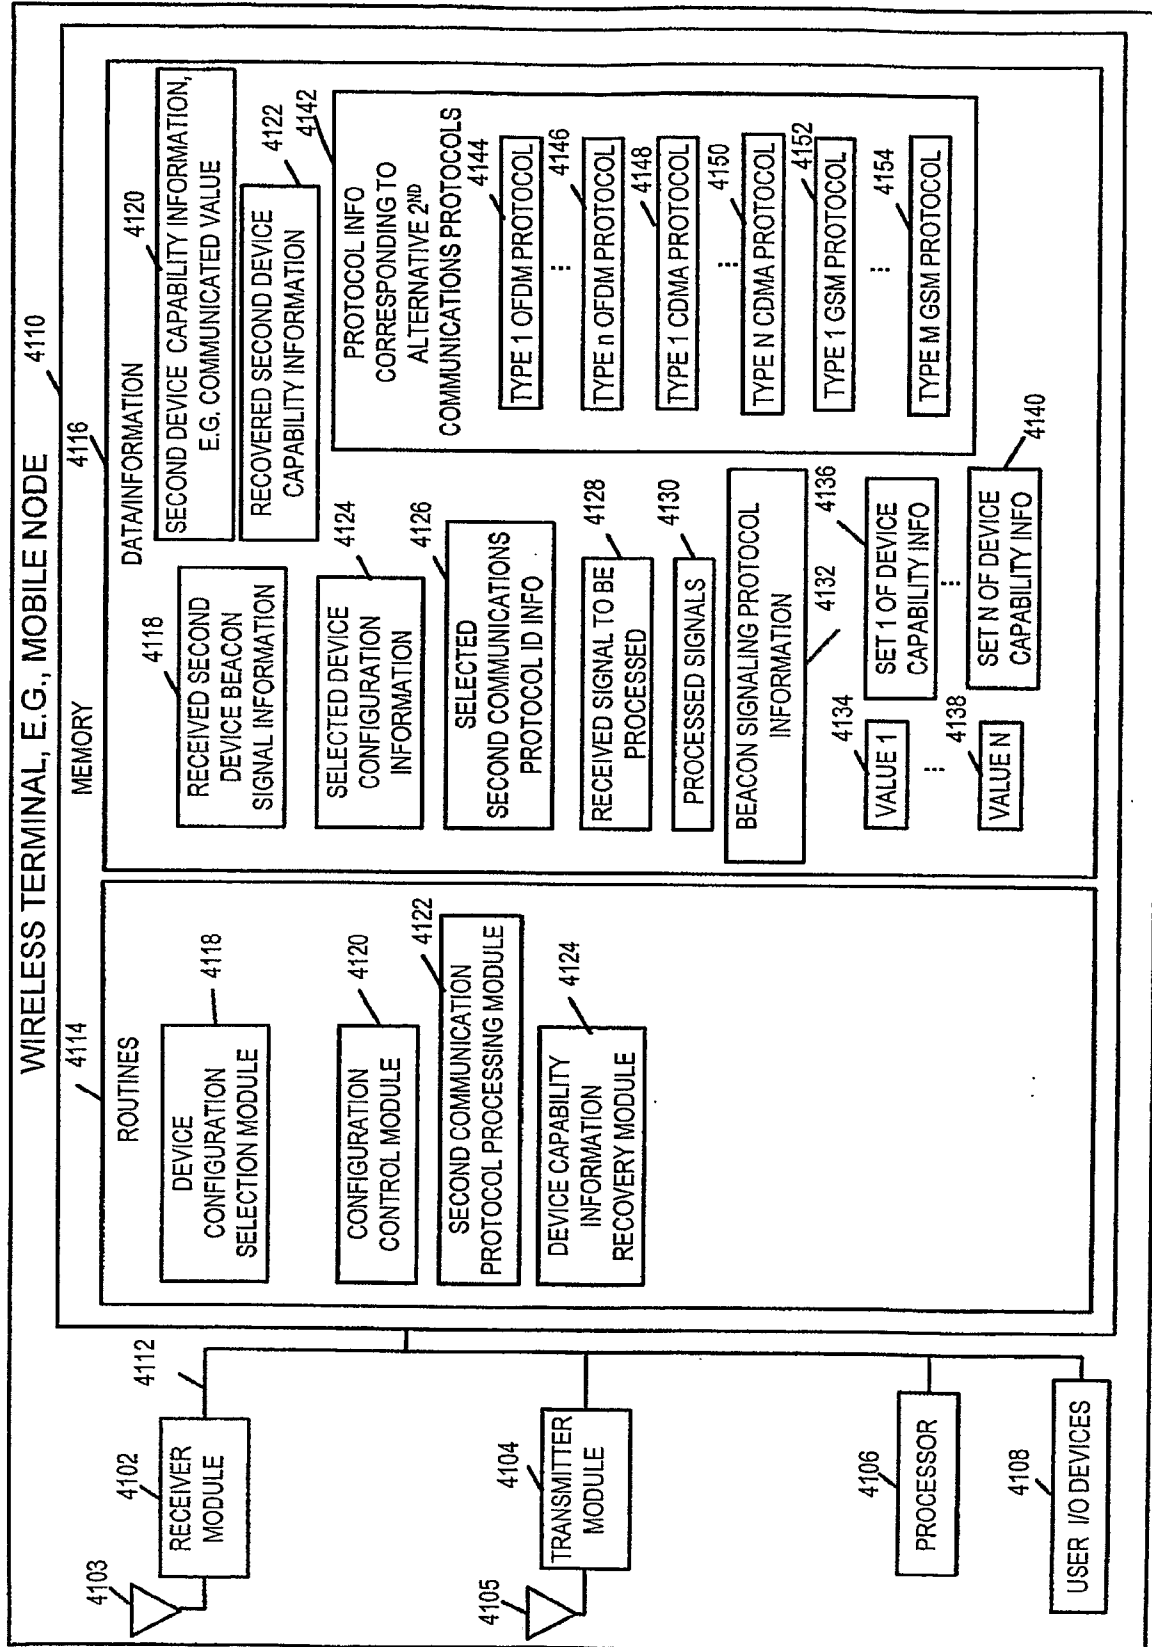 WIRELESS TERMINAL, E.G., MOBILE NODE
4103
4102
RECEIVER
MODULE
4112
4105
4104
TRANSMITTER
MODULE
4106
PROCESSOR
4108
USER I/O DEVICES
4110
MEMORY
4114
ROUTINES
4118
DEVICE
CONFIGURATION
SELECTION MODULE
4120
CONFIGURATION
CONTROL MODULE
4122
SECOND COMMUNICATION
PROTOCOL PROCESSING MODULE
4124
DEVICE CAPABILITY
INFORMATION
RECOVERY MODULE
4116
DATA/INFORMATION
4118
RECEIVED SECOND
DEVICE BEACON
SIGNAL INFORMATION
4120
SECOND DEVICE CAPABILITY INFORMATION,
E.G. COMMUNICATED VALUE
4122
RECOVERED SECOND DEVICE
CAPABILITY INFORMATION
4124
SELECTED DEVICE
CONFIGURATION
INFORMATION
4126
SELECTED
SECOND COMMUNICATIONS
PROTOCOL ID INFO
4128
RECEIVED SIGNAL TO BE
PROCESSED
4130
PROCESSED SIGNALS
BEACON SIGNALING PROTOCOL
INFORMATION
4132
4134
VALUE 1
4136
SET 1 OF DEVICE
CAPABILITY INFO
...
...
4138
VALUE N
4140
SET N OF DEVICE
CAPABILITY INFO
4142
PROTOCOL INFO
CORRESPONDING TO
ALTERNATIVE 2ND
COMMUNICATIONS PROTOCOLS
4144
TYPE 1 OFDM PROTOCOL
...
4146
TYPE n OFDM PROTOCOL
4148
TYPE 1 CDMA PROTOCOL
...
4150
TYPE N CDMA PROTOCOL
4152
TYPE 1 GSM PROTOCOL
...
4154
TYPE M GSM PROTOCOL